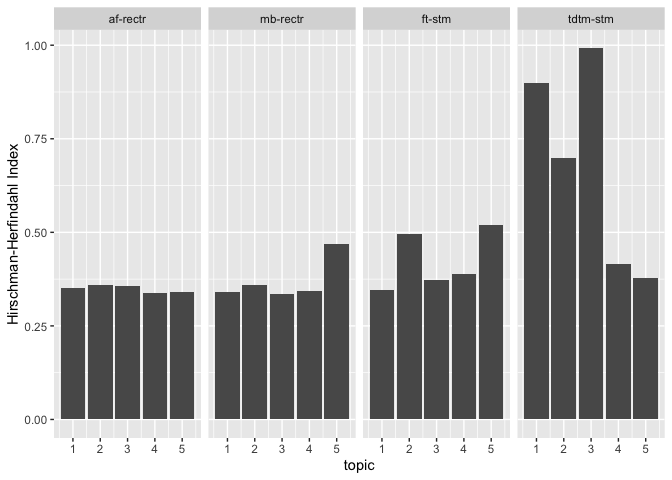 af-rectr mb-rectr ft-stm tdtm-stm
1.00
0.75
0.50
0.25
0.00
Hirschman-Herfindahl Index
1 2 3 4 5 1 2 3 4 5 1 2 3 4 5 1 2 3 4 5
topic